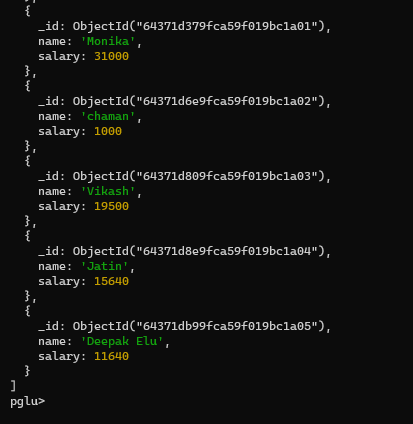 },
{
_id: ObjectId("64371d379fca59f019bc1a01"),
name: 'Monika',
salary: 31000
},
{
_id: ObjectId("64371d6e9fca59f019bc1a02"),
name: 'chaman',
salary: 1000
},
{
_id: ObjectId("64371d809fca59f019bc1a03"),
name: 'Vikash',
salary: 19500
},
{
_id: ObjectId("64371d8e9fca59f019bc1a04"),
name: 'Jatin',
salary: 15640
},
{
_id: ObjectId("64371db99fca59f019bc1a05"),
name: 'Deepak Elu',
salary: 11640
}
]
pglu>